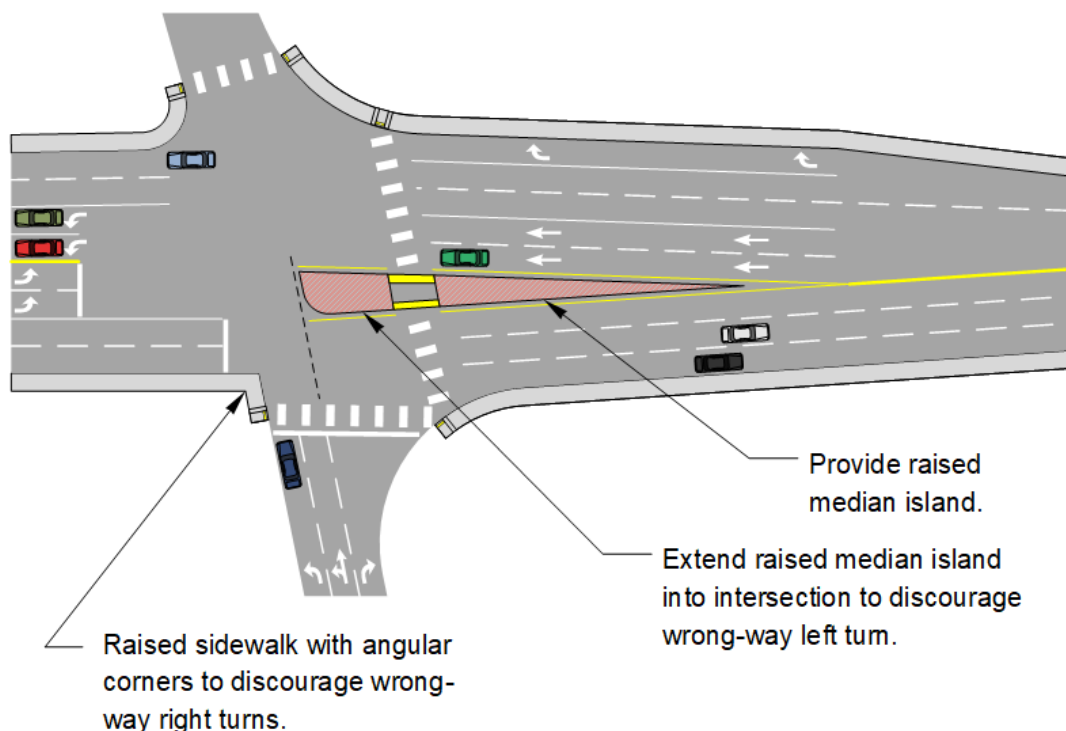 Provide raised
median island.
Extend raised median island
into intersection to discourage
wrong-way left turn.
Raised sidewalk with angular
corners to discourage wrong-
way right turns.